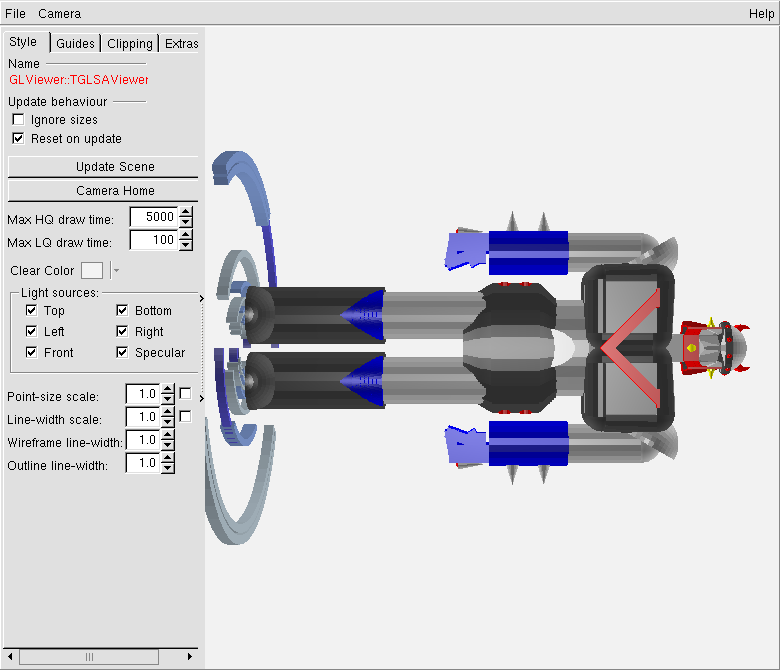 File Camera Help
Style Guides Clipping Extras
Name
GLViewer::TGLSAViewer
Update behaviour
Ignore sizes
Reset on update
Update Scene
Camera Home
Max HQ draw time: 5000
Max LQ draw time: 100
Clear Color
Light sources:
Top Bottom
Left Right
Front Specular
Point-size scale: 1.0
Line-width scale: 1.0
Wireframe line-width: 1.0
Outline line-width: 1.0